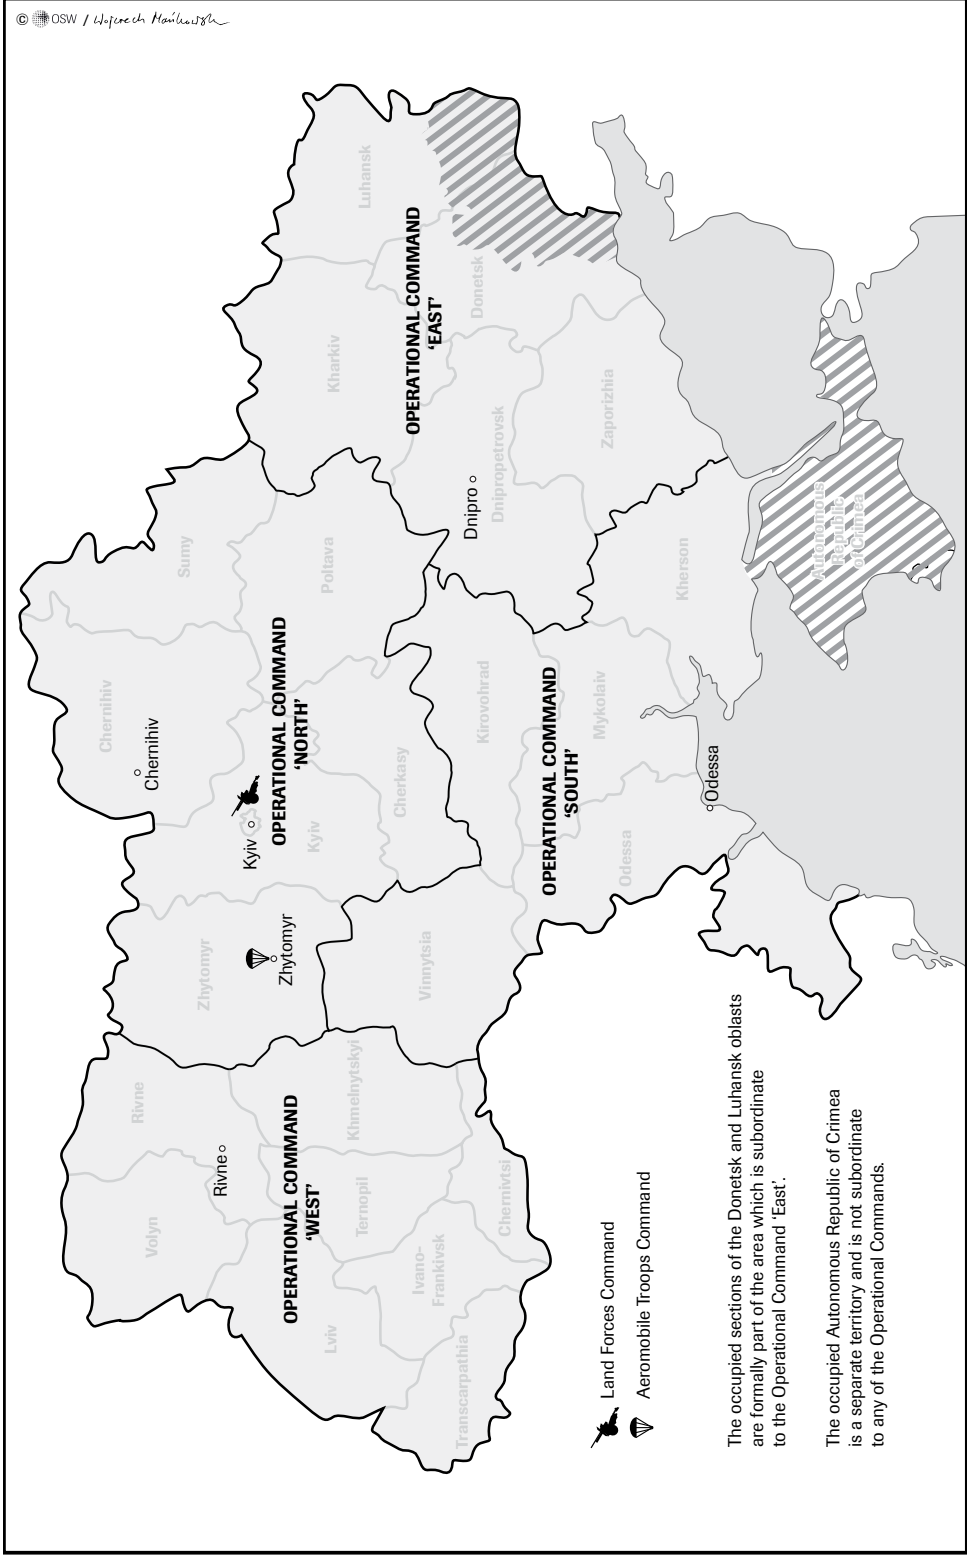 © OSW / Wojciech Mańkowski
Luhansk
Kharkiv
OPERATIONAL COMMAND
‘EAST’
Donetsk
Dnipropetrovsk
Dnipro
Zaporizhia
Sumy
Poltava
Chernihiv
Chernihiv
OPERATIONAL COMMAND
‘NORTH’
Kyiv
Kyiv
Cherkasy
Zhytomyr
Zhytomyr
Kirovohrad
Kherson
Autonomous
Republic
of Crimea
OPERATIONAL COMMAND
‘SOUTH’
Mykolaiv
Odessa
Odessa
Vinnytsia
Rivne
Rivne
Volyn
Khmelnytskyi
OPERATIONAL COMMAND
‘WEST’
Ternopil
Lviv
Ivano-
Frankivsk
Chernivtsi
Transcarpathia
Land Forces Command
Aeromobile Troops Command
The occupied sections of the Donetsk and Luhansk oblasts
are formally part of the area which is subordinate
to the Operational Command ‘East’.
The occupied Autonomous Republic of Crimea
is a separate territory and is not subordinate
to any of the Operational Commands.